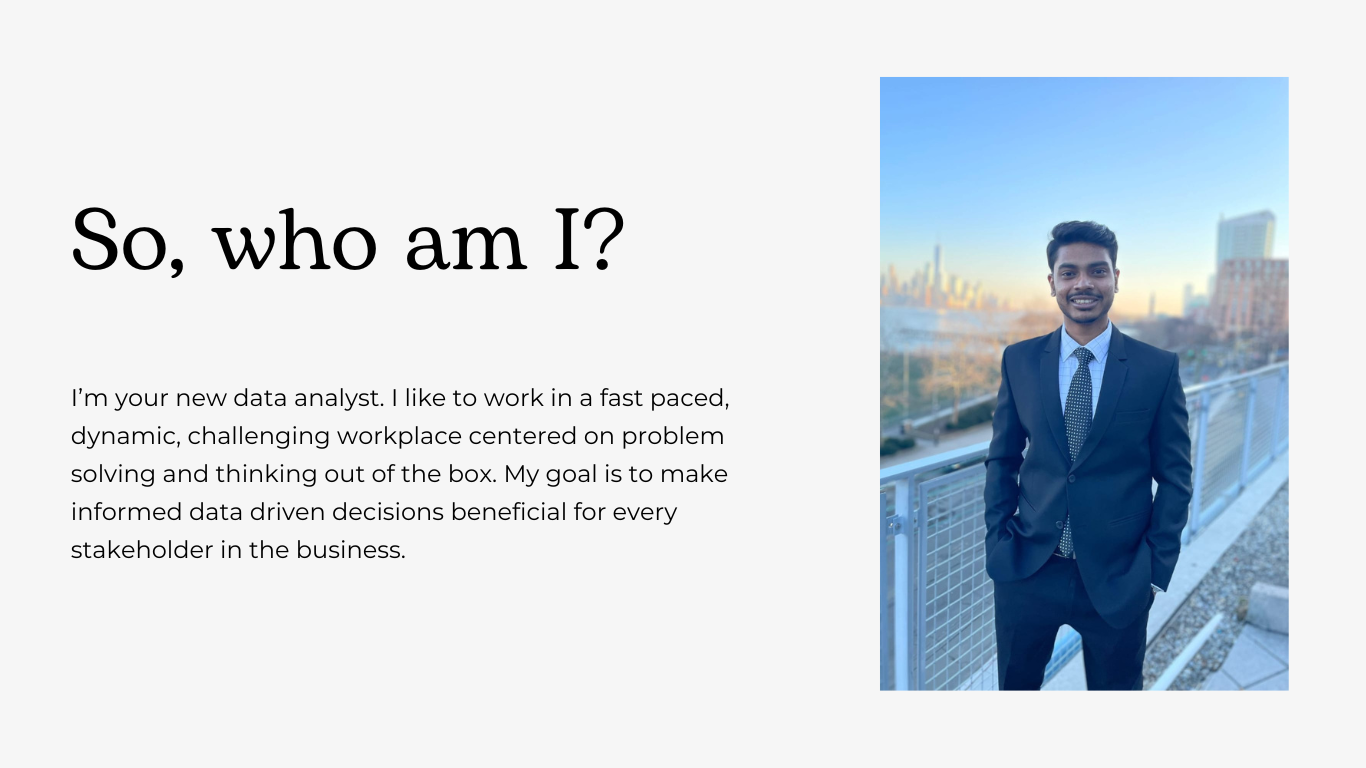 So, who am I?
I’m your new data analyst. I like to work in a fast paced,
dynamic, challenging workplace centered on problem
solving and thinking out of the box. My goal is to make
informed data driven decisions beneficial for every
stakeholder in the business.